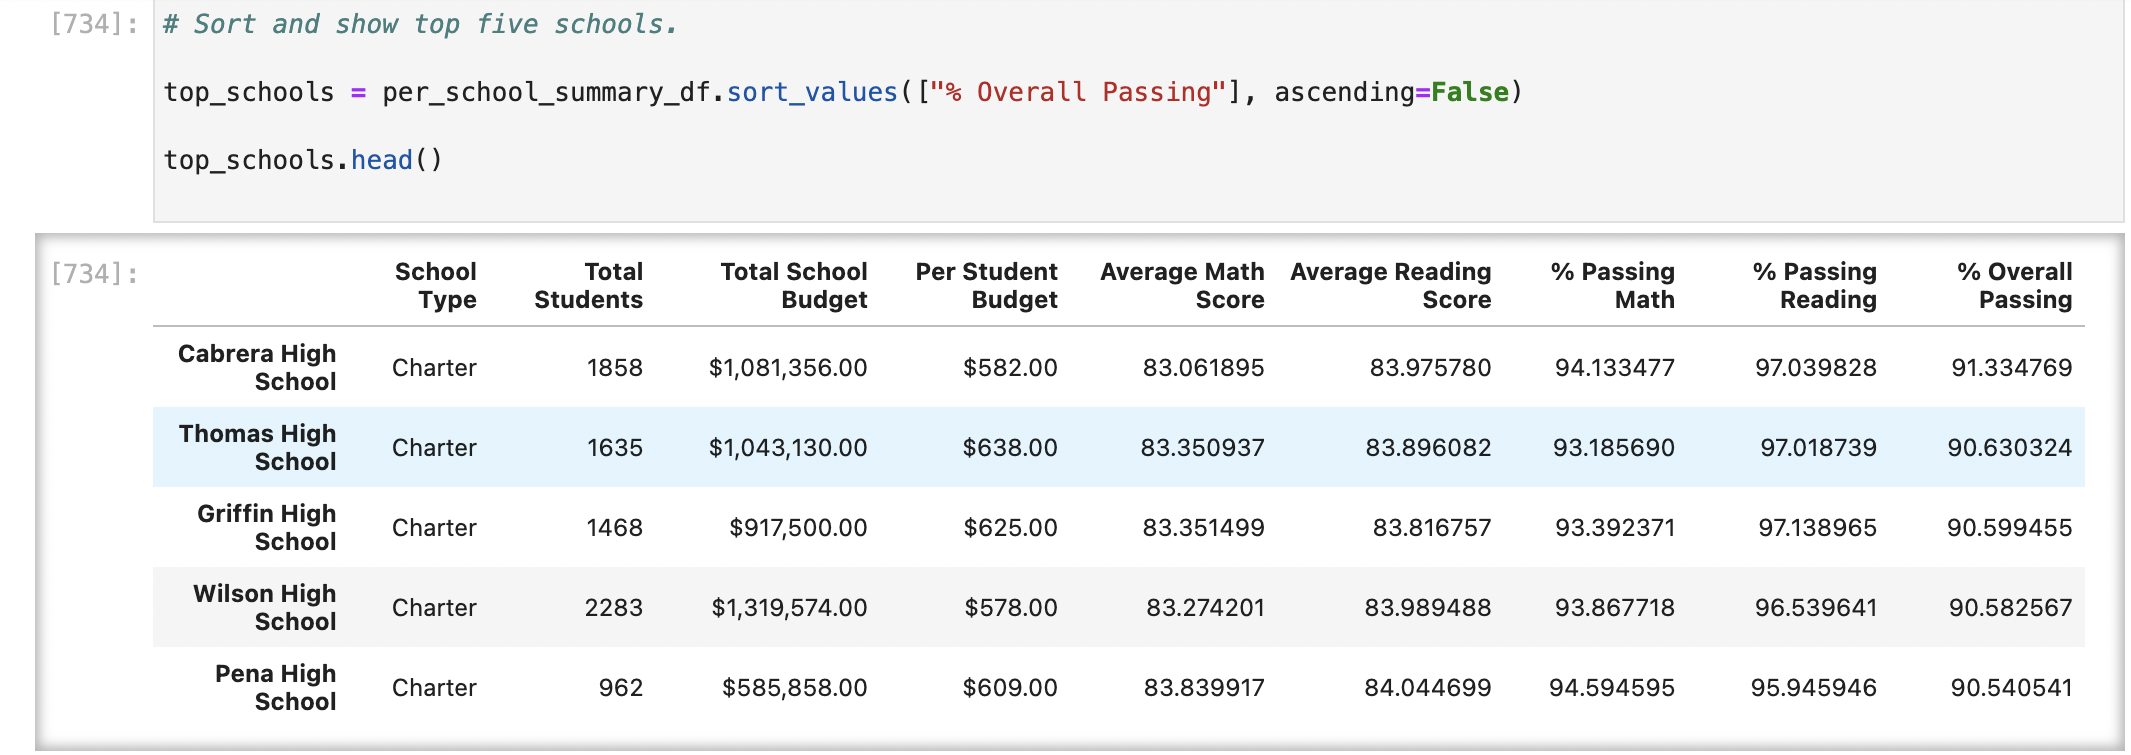 [734]: # Sort and show top five schools.
top_schools = per_school_summary_df.sort_values(["% Overall Passing"], ascending=False)
top_schools.head()
[734]:
School Total Total School Per Student Average Math Average Reading % Passing % Passing % Overall
Type Students Budget Budget Score Score Math Reading Passing
Cabrera High
School Charter 1858 $1,081,356.00 $582.00 83.061895 83.975780 94.133477 97.039828 91.334769
Thomas High
School Charter 1635 $1,043,130.00 $638.00 83.350937 83.896082 93.185690 97.018739 90.630324
Griffin High
School Charter 1468 $917,500.00 $625.00 83.351499 83.816757 93.392371 97.138965 90.599455
Wilson High
School Charter 2283 $1,319,574.00 $578.00 83.274201 83.989488 93.867718 96.539641 90.582567
Pena High
School Charter 962 $585,858.00 $609.00 83.839917 84.044699 94.594595 95.945946 90.540541